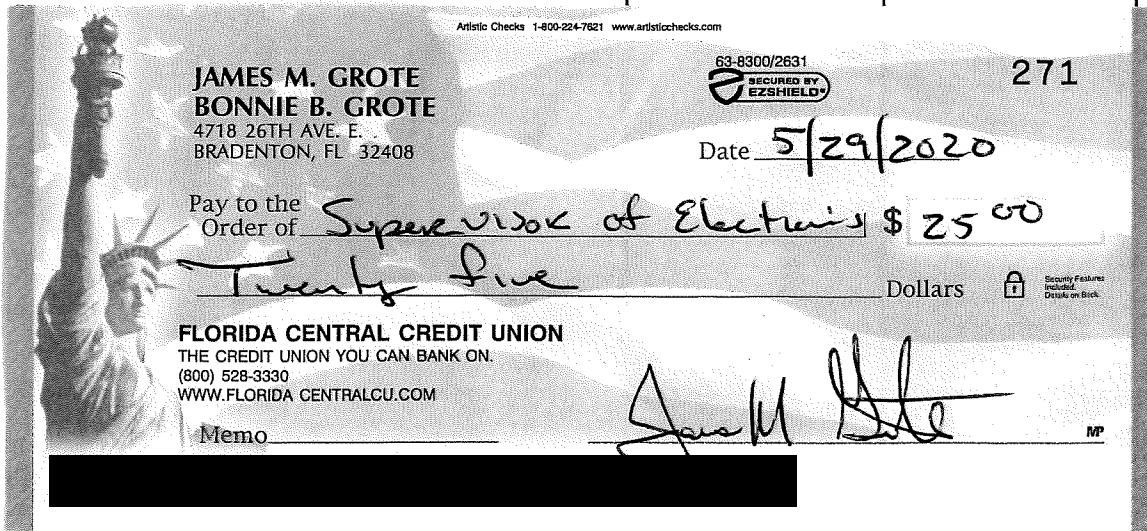 Artistic Checks 1-800-224-7621 www.artisticchecks.com
63-8300/2631
271
SECURED BY
EZSHIELD
JAMES M. GROTE
BONNIE B. GROTE
4718 26TH AVE. E.
BRADENTON, FL 32408
Date 5/29/2020
Pay to the
Order of Supervisor of Elections $ 25 00
Twenty five Dollars
Security Features
Included.
Details on Back.
FLORIDA CENTRAL CREDIT UNION
THE CREDIT UNION YOU CAN BANK ON.
(800) 528-3330
WWW.FLORIDA CENTRALCU.COM
Memo
James M Grote
MP